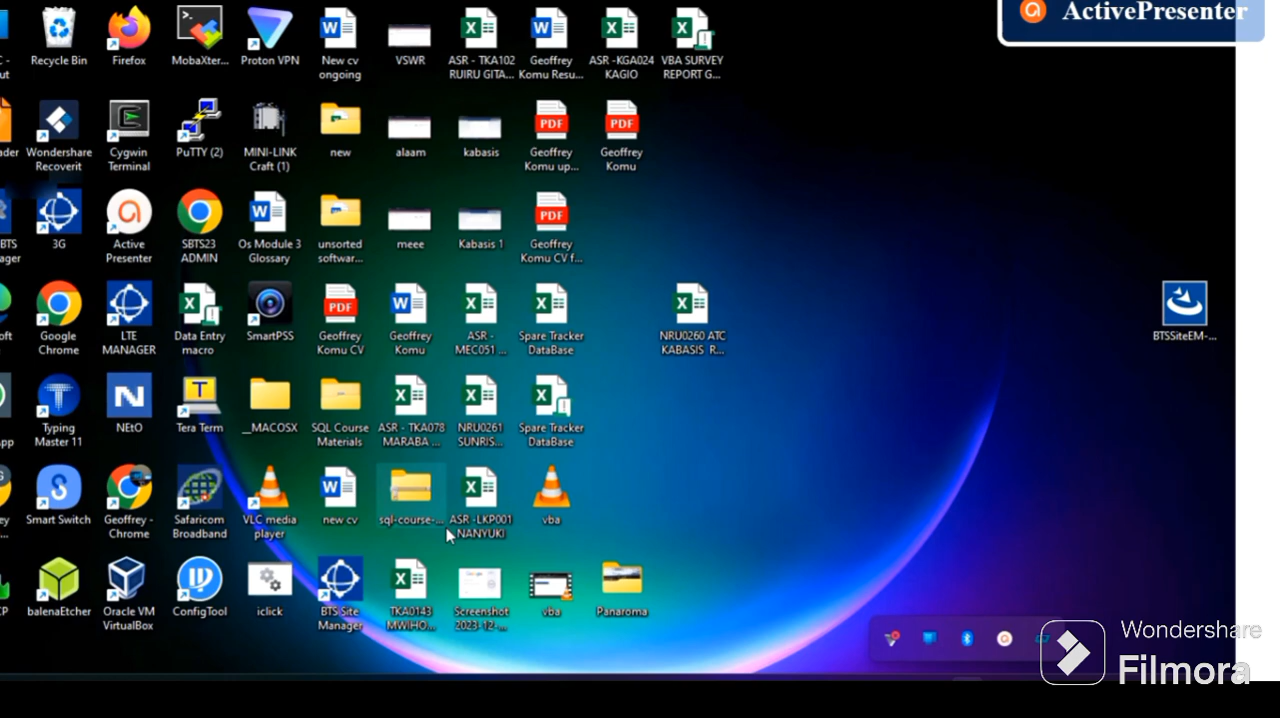 ActivePresenter
Recycle Bin
Firefox
MobaXter...
Proton VPN
New cv
ongoing
VSWR
ASR - TKA102
RUIRU GITA...
Geoffrey
Komu Resu...
ASR -KGA024
KAGIO
VBA SURVEY
REPORT G...
Wondershare
Recoverit
Cygwin
Terminal
PuTTY (2)
MINI-LINK
Craft (1)
new
alaam
kabasis
PDF
Geoffrey
Komu up...
PDF
Geoffrey
Komu
3G
Active
Presenter
SBTS23
ADMIN
Os Module 3
Glossary
unsorted
softwar...
meee
Kabasis 1
PDF
Geoffrey
Komu CV f...
Google
Chrome
LTE
MANAGER
Data Entry
macro
SmartPSS
PDF
Geoffrey
Komu CV
Geoffrey
Komu
ASR -
MEC051 ...
Spare Tracker
DataBase
NRU0260 ATC
KABASIS R...
BTSSiteEM-...
Typing
Master 11
NEtO
Tera Term
__MACOSX
SQL Course
Materials
ASR - TKA078
MARABA ...
NRU0261
SUNRIS...
Spare Tracker
DataBase
Smart Switch
Geoffrey -
Chrome
Safaricom
Broadband
VLC media
player
new cv
sql-course-...
ASR -LKP001
NANYUKI
vba
balenaEtcher
Oracle VM
VirtualBox
ConfigTool
iclick
BTS Site
Manager
TKA0143
MWIHO...
Screenshot
2023-12-...
vba
Panaroma
Wondershare
Filmora